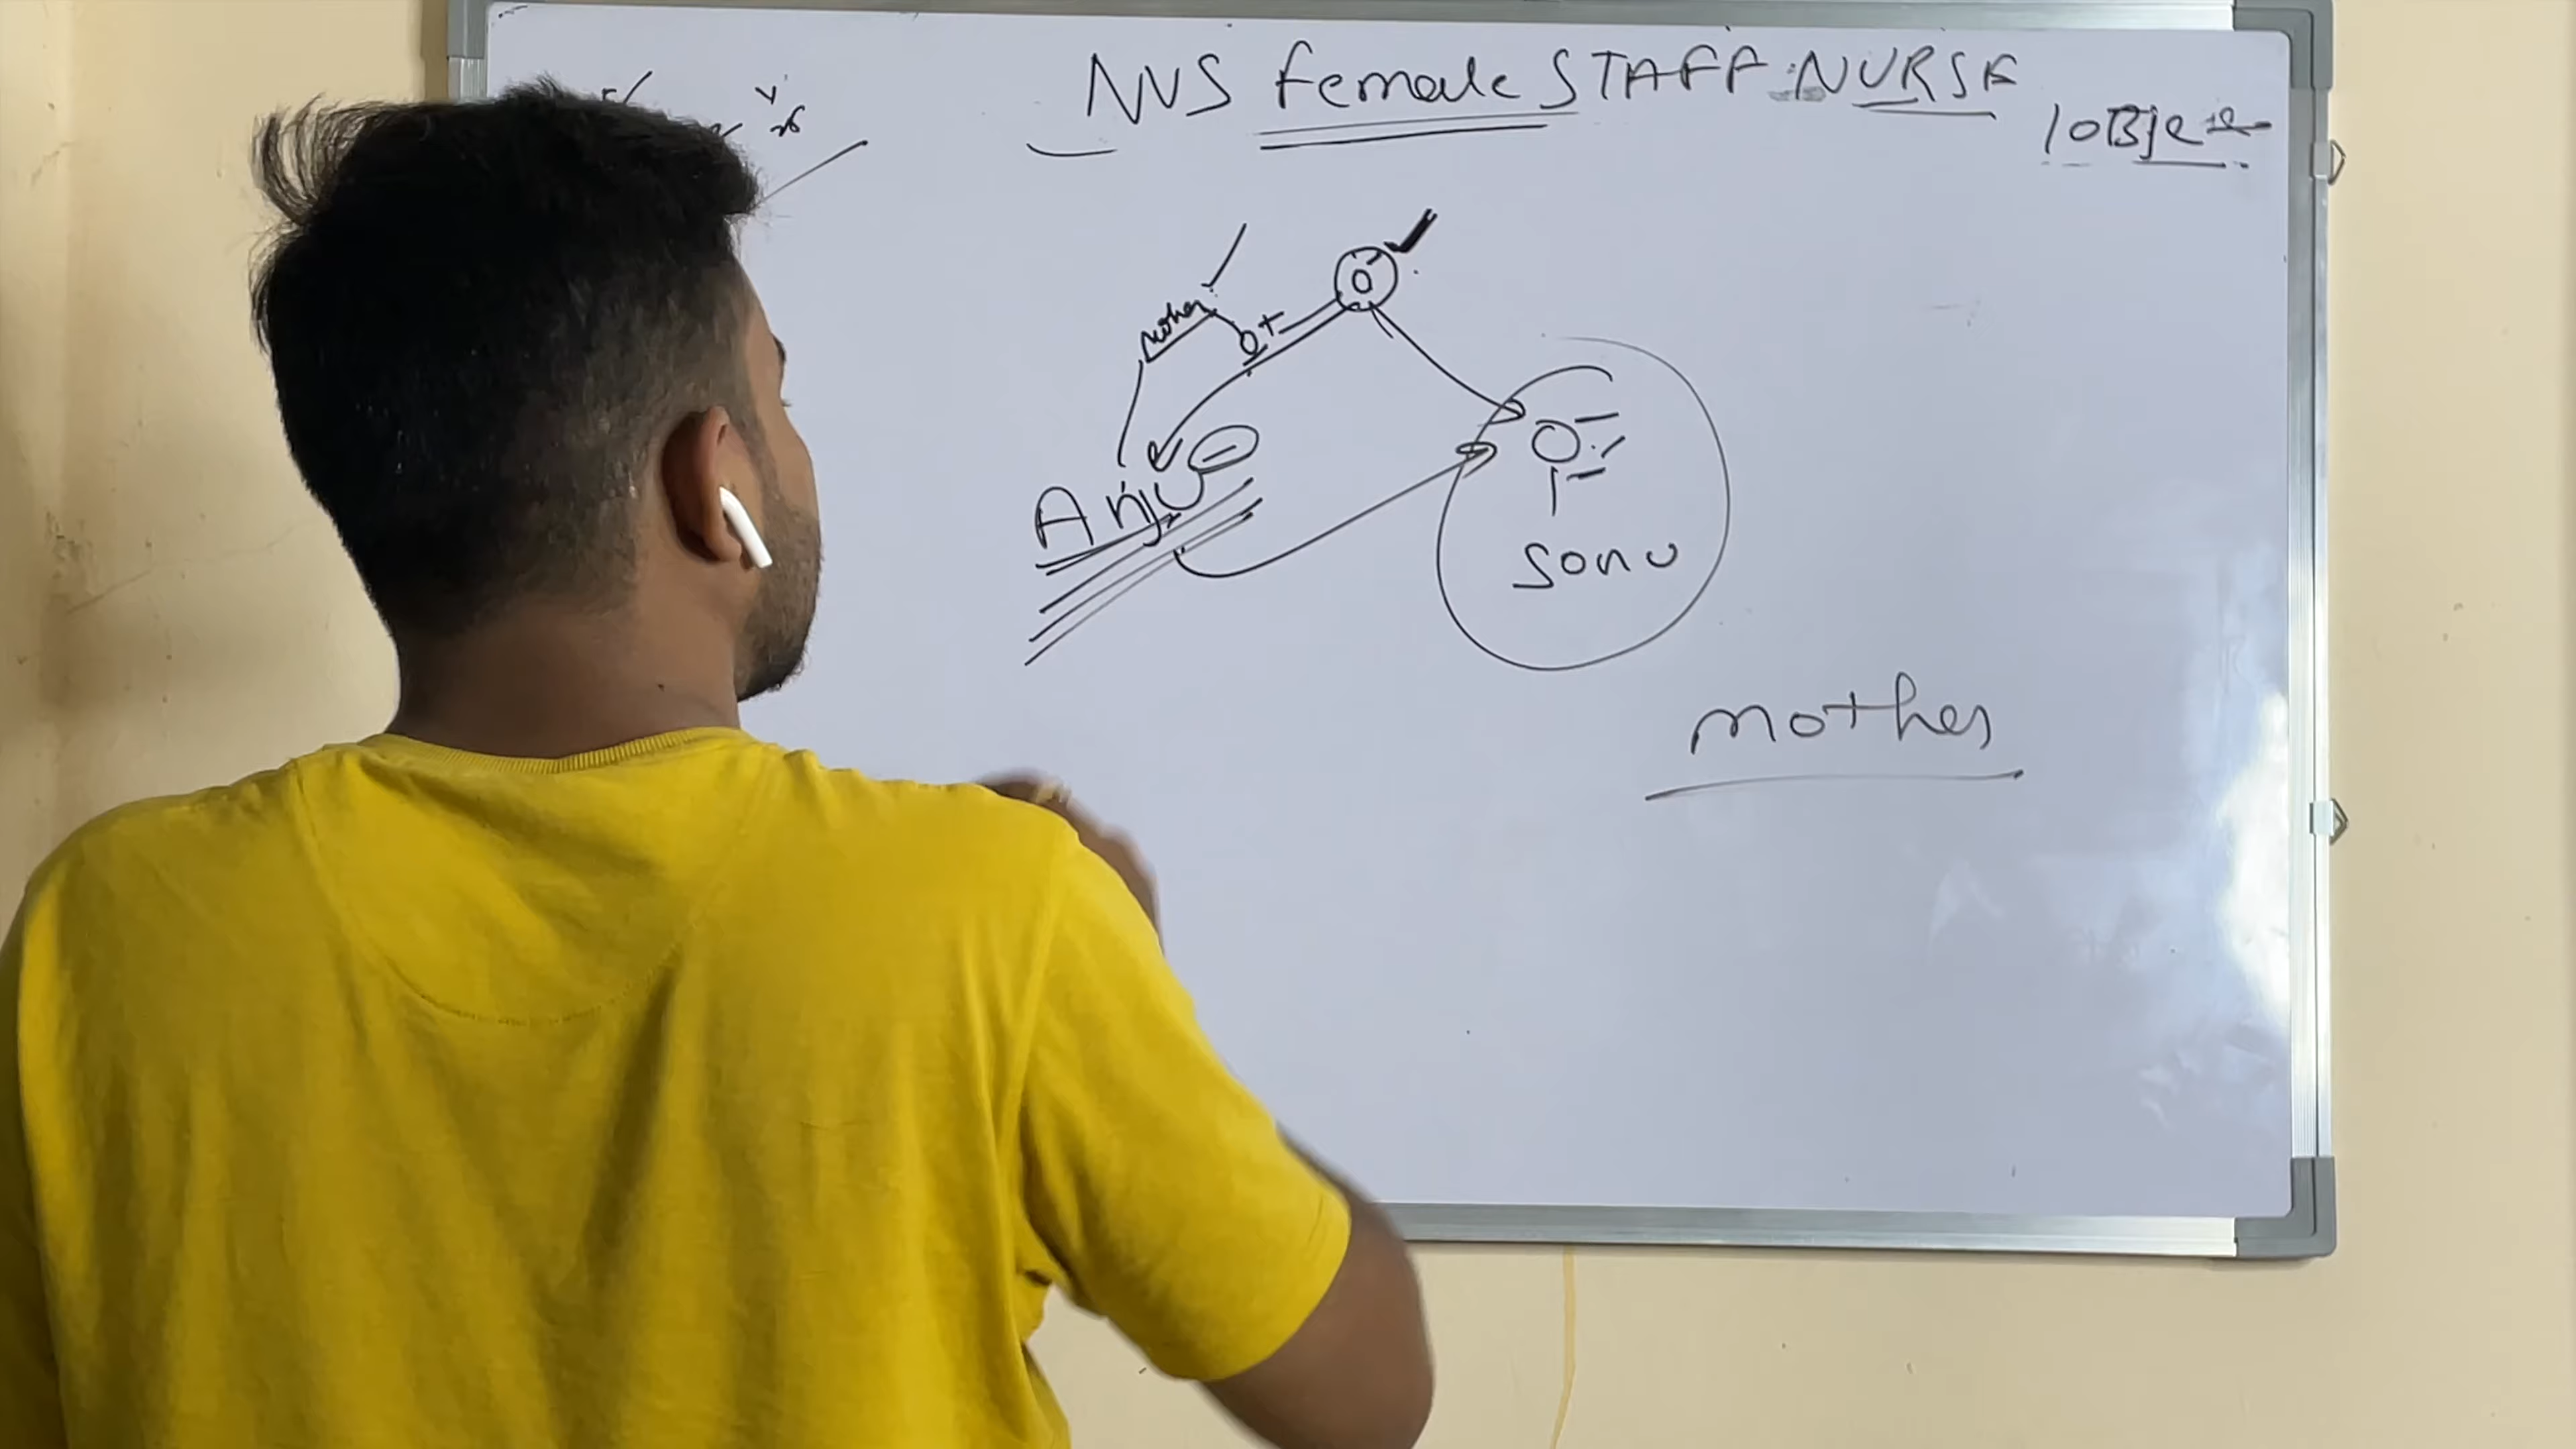 NVS Female STAFF NURSE
mother
O+
O-
Anju -
O
Sonu
mother